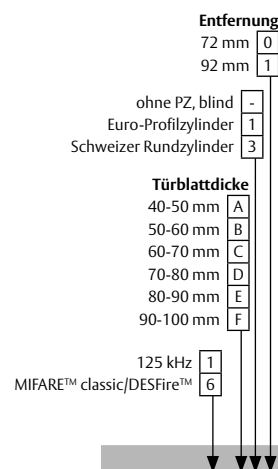 Entfernung
72 mm 0
92 mm 1
ohne PZ, blind -
Euro-Profilzylinder 1
Schweizer Rundzylinder 3
Türblattdicke
40-50 mm A
50-60 mm B
60-70 mm C
70-80 mm D
80-90 mm E
90-100 mm F
125 kHz 1
MIFARE™ classic/DESFire™ 6